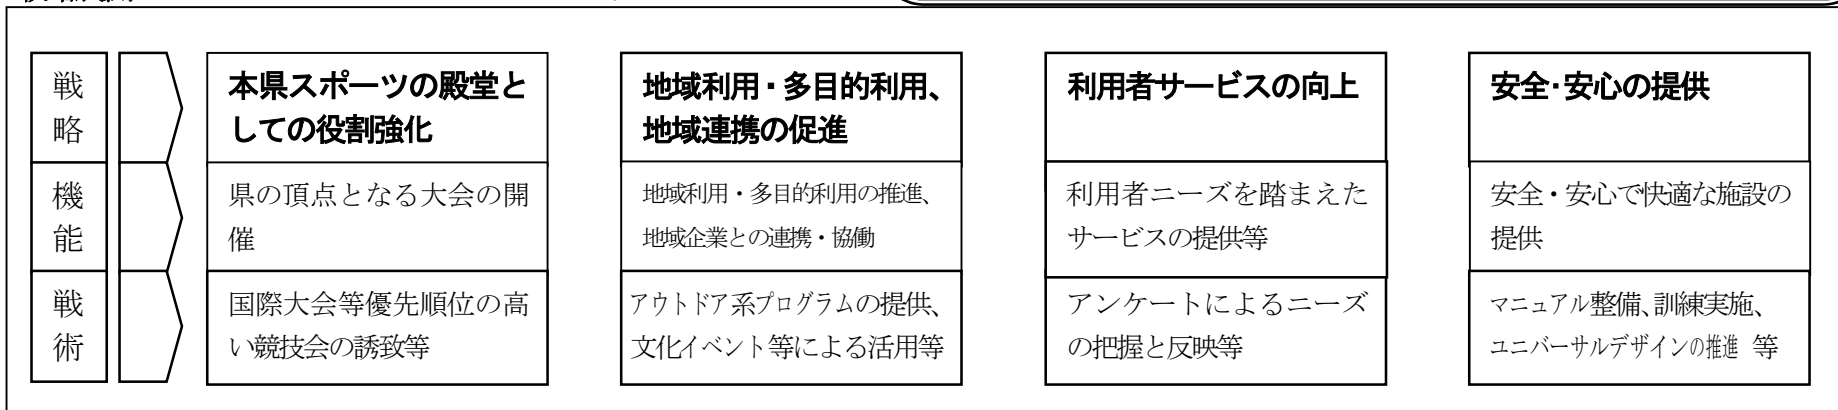 戦略
本県スポーツの殿堂と
しての役割強化
地域利用・多目的利用、
地域連携の促進
利用者サービスの向上
安全・安心の提供
機能
県の頂点となる大会の開
催
地域利用・多目的利用の推進、
地域企業との連携・協働
利用者ニーズを踏まえた
サービスの提供等
安全・安心で快適な施設の
提供
戦術
国際大会等優先順位の高
い競技会の誘致等
アウトドア系プログラムの提供、
文化イベント等による活用等
アンケートによるニーズ
の把握と反映等
マニュアル整備、訓練実施、
ユニバーサルデザインの推進 等